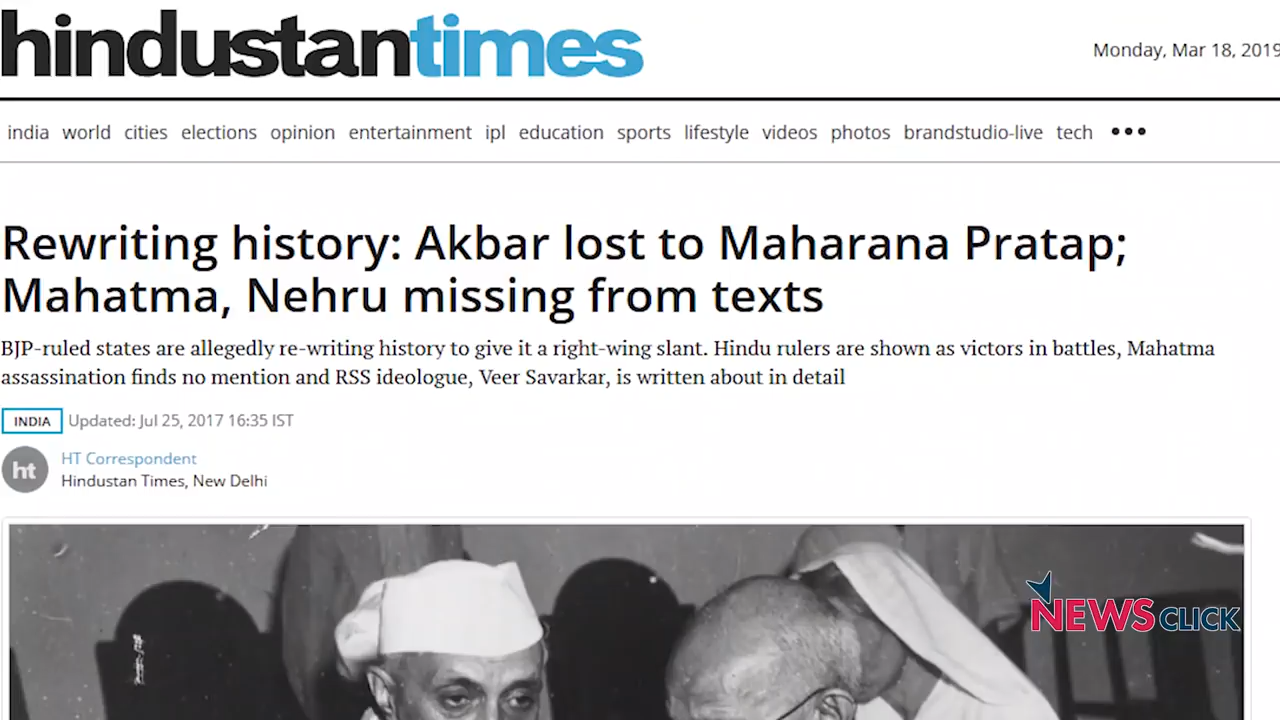 hindustantimes
Monday, Mar 18, 2019
india world cities elections opinion entertainment ipl education sports lifestyle videos photos brandstudio-live tech •••
Rewriting history: Akbar lost to Maharana Pratap;
Mahatma, Nehru missing from texts
BJP-ruled states are allegedly re-writing history to give it a right-wing slant. Hindu rulers are shown as victors in battles, Mahatma
assassination finds no mention and RSS ideologue, Veer Savarkar, is written about in detail
INDIA Updated: Jul 25, 2017 16:35 IST
ht
HT Correspondent
Hindustan Times, New Delhi
NEWSCLICK